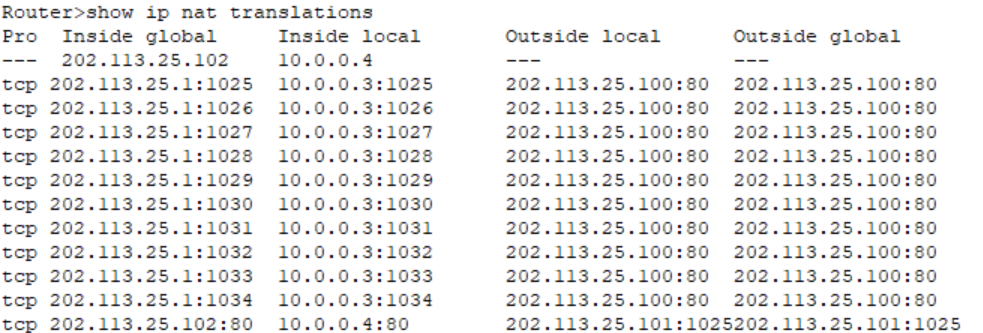 Router>show ip nat translations
Pro  Inside global     Inside local       Outside local      Outside global
---  202.113.25.102    10.0.0.4           ---                ---
tcp 202.113.25.1:1025  10.0.0.3:1025      202.113.25.100:80  202.113.25.100:80
tcp 202.113.25.1:1026  10.0.0.3:1026      202.113.25.100:80  202.113.25.100:80
tcp 202.113.25.1:1027  10.0.0.3:1027      202.113.25.100:80  202.113.25.100:80
tcp 202.113.25.1:1028  10.0.0.3:1028      202.113.25.100:80  202.113.25.100:80
tcp 202.113.25.1:1029  10.0.0.3:1029      202.113.25.100:80  202.113.25.100:80
tcp 202.113.25.1:1030  10.0.0.3:1030      202.113.25.100:80  202.113.25.100:80
tcp 202.113.25.1:1031  10.0.0.3:1031      202.113.25.100:80  202.113.25.100:80
tcp 202.113.25.1:1032  10.0.0.3:1032      202.113.25.100:80  202.113.25.100:80
tcp 202.113.25.1:1033  10.0.0.3:1033      202.113.25.100:80  202.113.25.100:80
tcp 202.113.25.1:1034  10.0.0.3:1034      202.113.25.100:80  202.113.25.100:80
tcp 202.113.25.102:80  10.0.0.4:80        202.113.25.101:1025202.113.25.101:1025